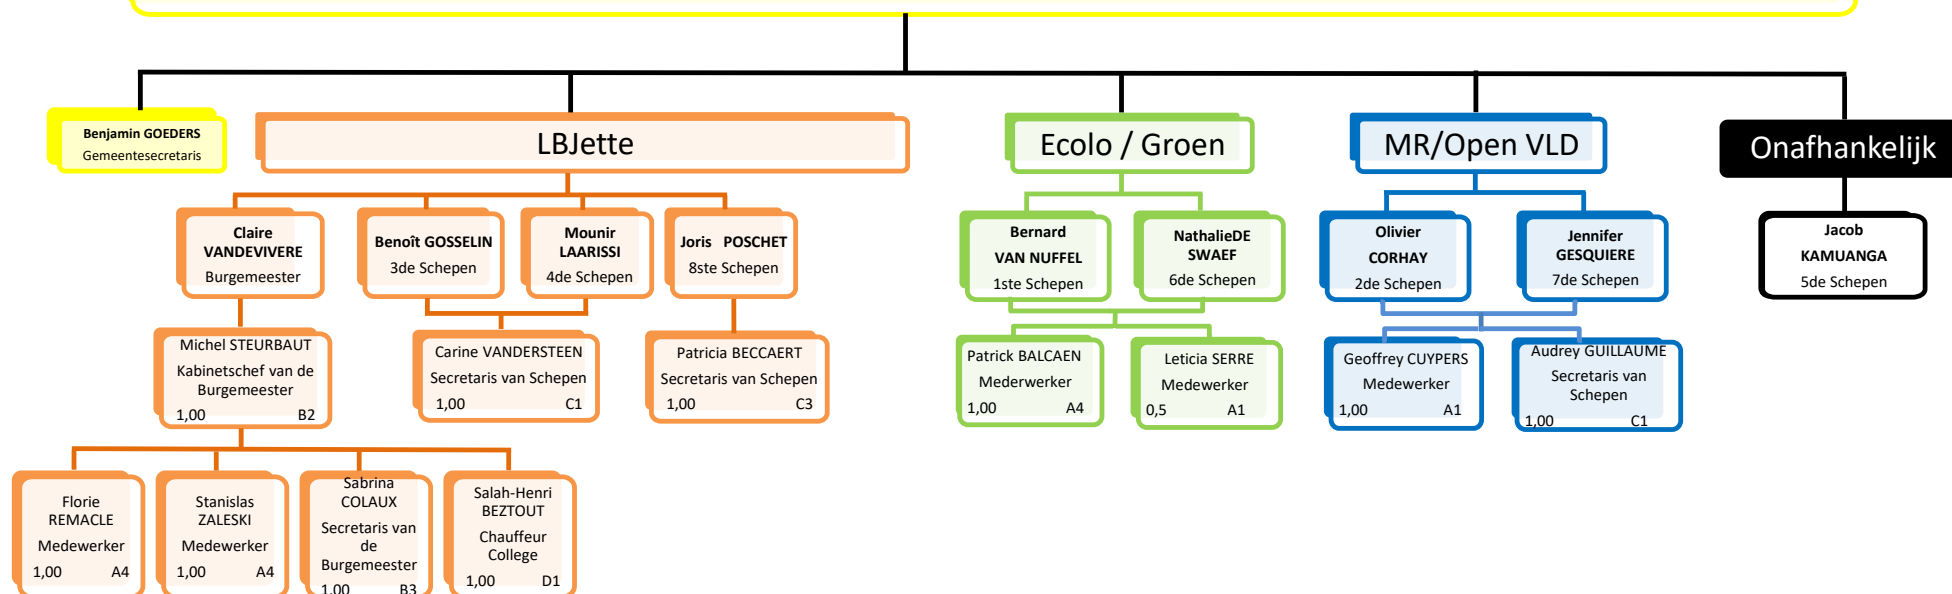 Benjamin GOEDERS
Gemeentesecretaris
LBJette
Ecolo / Groen
MR/Open VLD
Onafhankelijk
Claire
VANDEVIVERE
Burgemeester
Benoît GOSSELIN
3de Schepen
Mounir
LAARISSI
4de Schepen
Joris POSCHET
8ste Schepen
Bernard
VAN NUFFEL
1ste Schepen
NathalieDE
SWAEF
6de Schepen
Olivier
CORHAY
2de Schepen
Jennifer
GESQUIERE
7de Schepen
Jacob
KAMUANGA
5de Schepen
Michel STEURBAUT
Kabinetschef van de
Burgemeester
1,00 B2
Carine VANDERSTEEN
Secretaris van Schepen
1,00 C1
Patricia BECCAERT
Secretaris van Schepen
1,00 C3
Patrick BALCAEN
Mederwerker
1,00 A4
Leticia SERRE
Medewerker
0,5 A1
Geoffrey CUYPERS
Medewerker
1,00 A1
Audrey GUILLAUME
Secretaris van
Schepen
1,00 C1
Florie
REMACLE
Medewerker
1,00 A4
Stanislas
ZALESKI
Medewerker
1,00 A4
Sabrina
COLAUX
Secretaris van
de
Burgemeester
1,00 B3
Salah-Henri
BEZTOUT
Chauffeur
College
1,00 D1